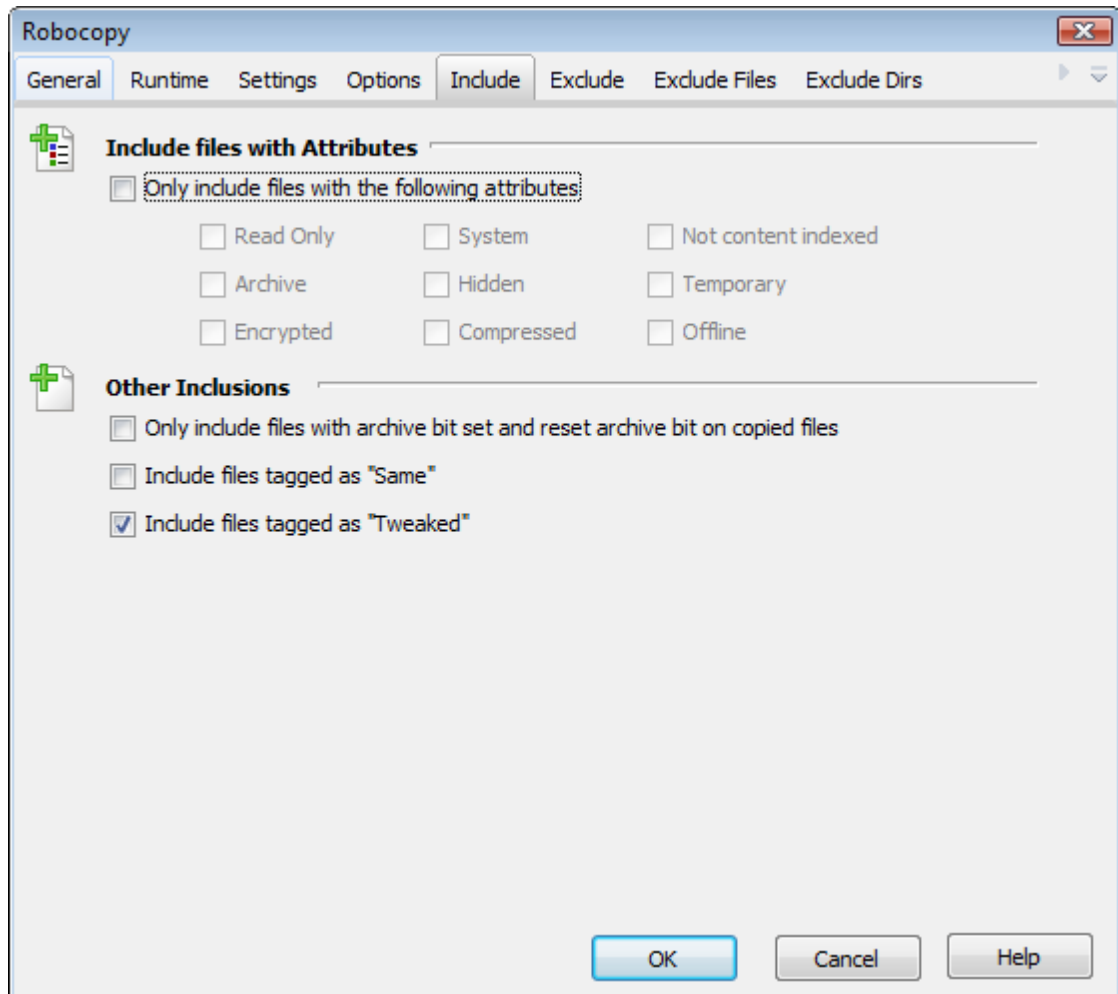 Robocopy
General Runtime Settings Options Include Exclude Exclude Files Exclude Dirs
Include files with Attributes
Only include files with the following attributes
Read Only System Not content indexed
Archive Hidden Temporary
Encrypted Compressed Offline
Other Inclusions
Only include files with archive bit set and reset archive bit on copied files
Include files tagged as "Same"
Include files tagged as "Tweaked"
OK Cancel Help